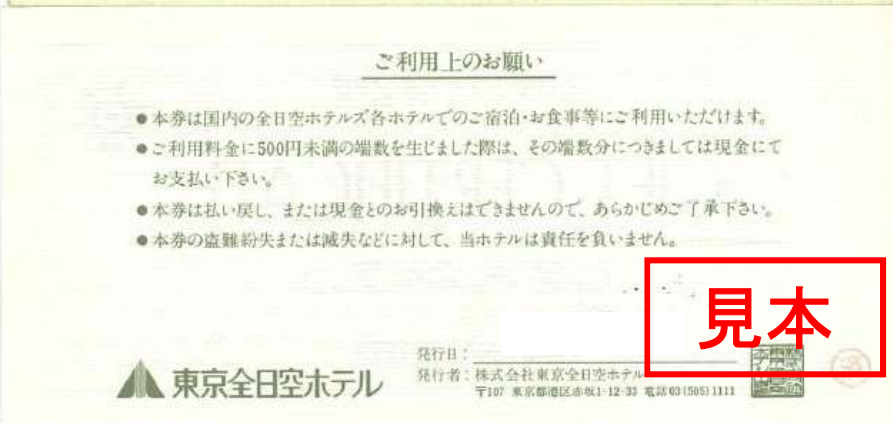 ご利用上のお願い
●本券は国内の全日空ホテルズ各ホテルでのご宿泊・お食事等にご利用いただけます。
●ご利用料金に500円未満の端数を生じました際は、その端数分につきましては現金にて
お支払い下さい。
●本券は払い戻し、または現金とのお引換えはできませんので、あらかじめご了承下さい。
●本券の盗難紛失または滅失などに対して、当ホテルは責任を負いません。
見本
発行日：
東京全日空ホテル
発行者：株式会社東京全日空ホテル
〒107 東京都港区赤坂1-12-33 電話03(505)1111